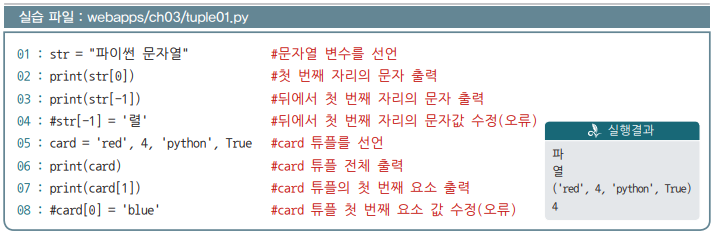 실습 파일 : webapps/ch03/tuple01.py
01 : str = "파이썬 문자열" #문자열 변수를 선언
02 : print(str[0]) #첫 번째 자리의 문자 출력
03 : print(str[-1]) #뒤에서 첫 번째 자리의 문자 출력
04 : #str[-1] = '렬' #뒤에서 첫 번째 자리의 문자값 수정(오류)
05 : card = 'red', 4, 'python', True #card 튜플를 선언
06 : print(card) #card 튜플 전체 출력
07 : print(card[1]) #card 튜플의 첫 번째 요소 출력
08 : #card[0] = 'blue' #card 튜플 첫 번째 요소 값 수정(오류)
실행결과
파
열
('red', 4, 'python', True)
4